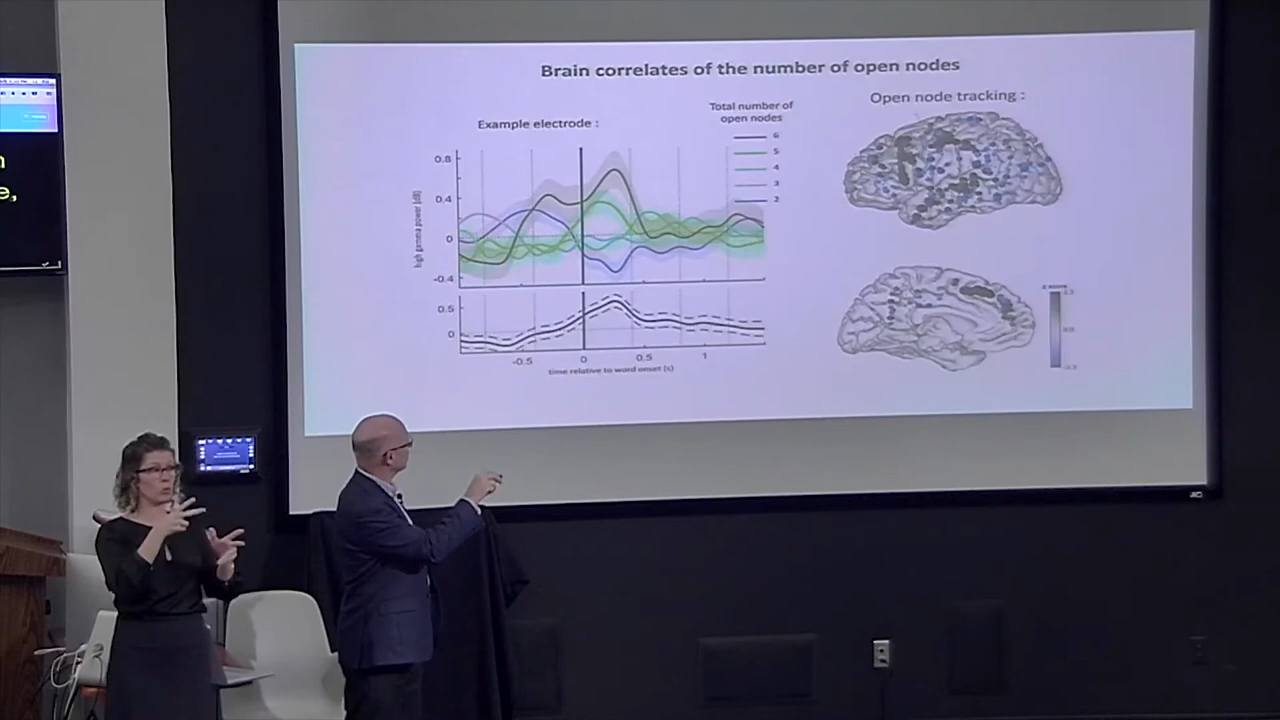 Brain correlates of the number of open nodes
Example electrode :
Total number of
open nodes
6
5
4
3
2
Open node tracking :
high gamma power (dB)
0.8
0.4
0
-0.4
0.5
0
-0.5
0
0.5
1
time relative to word onset (s)
z score
e,